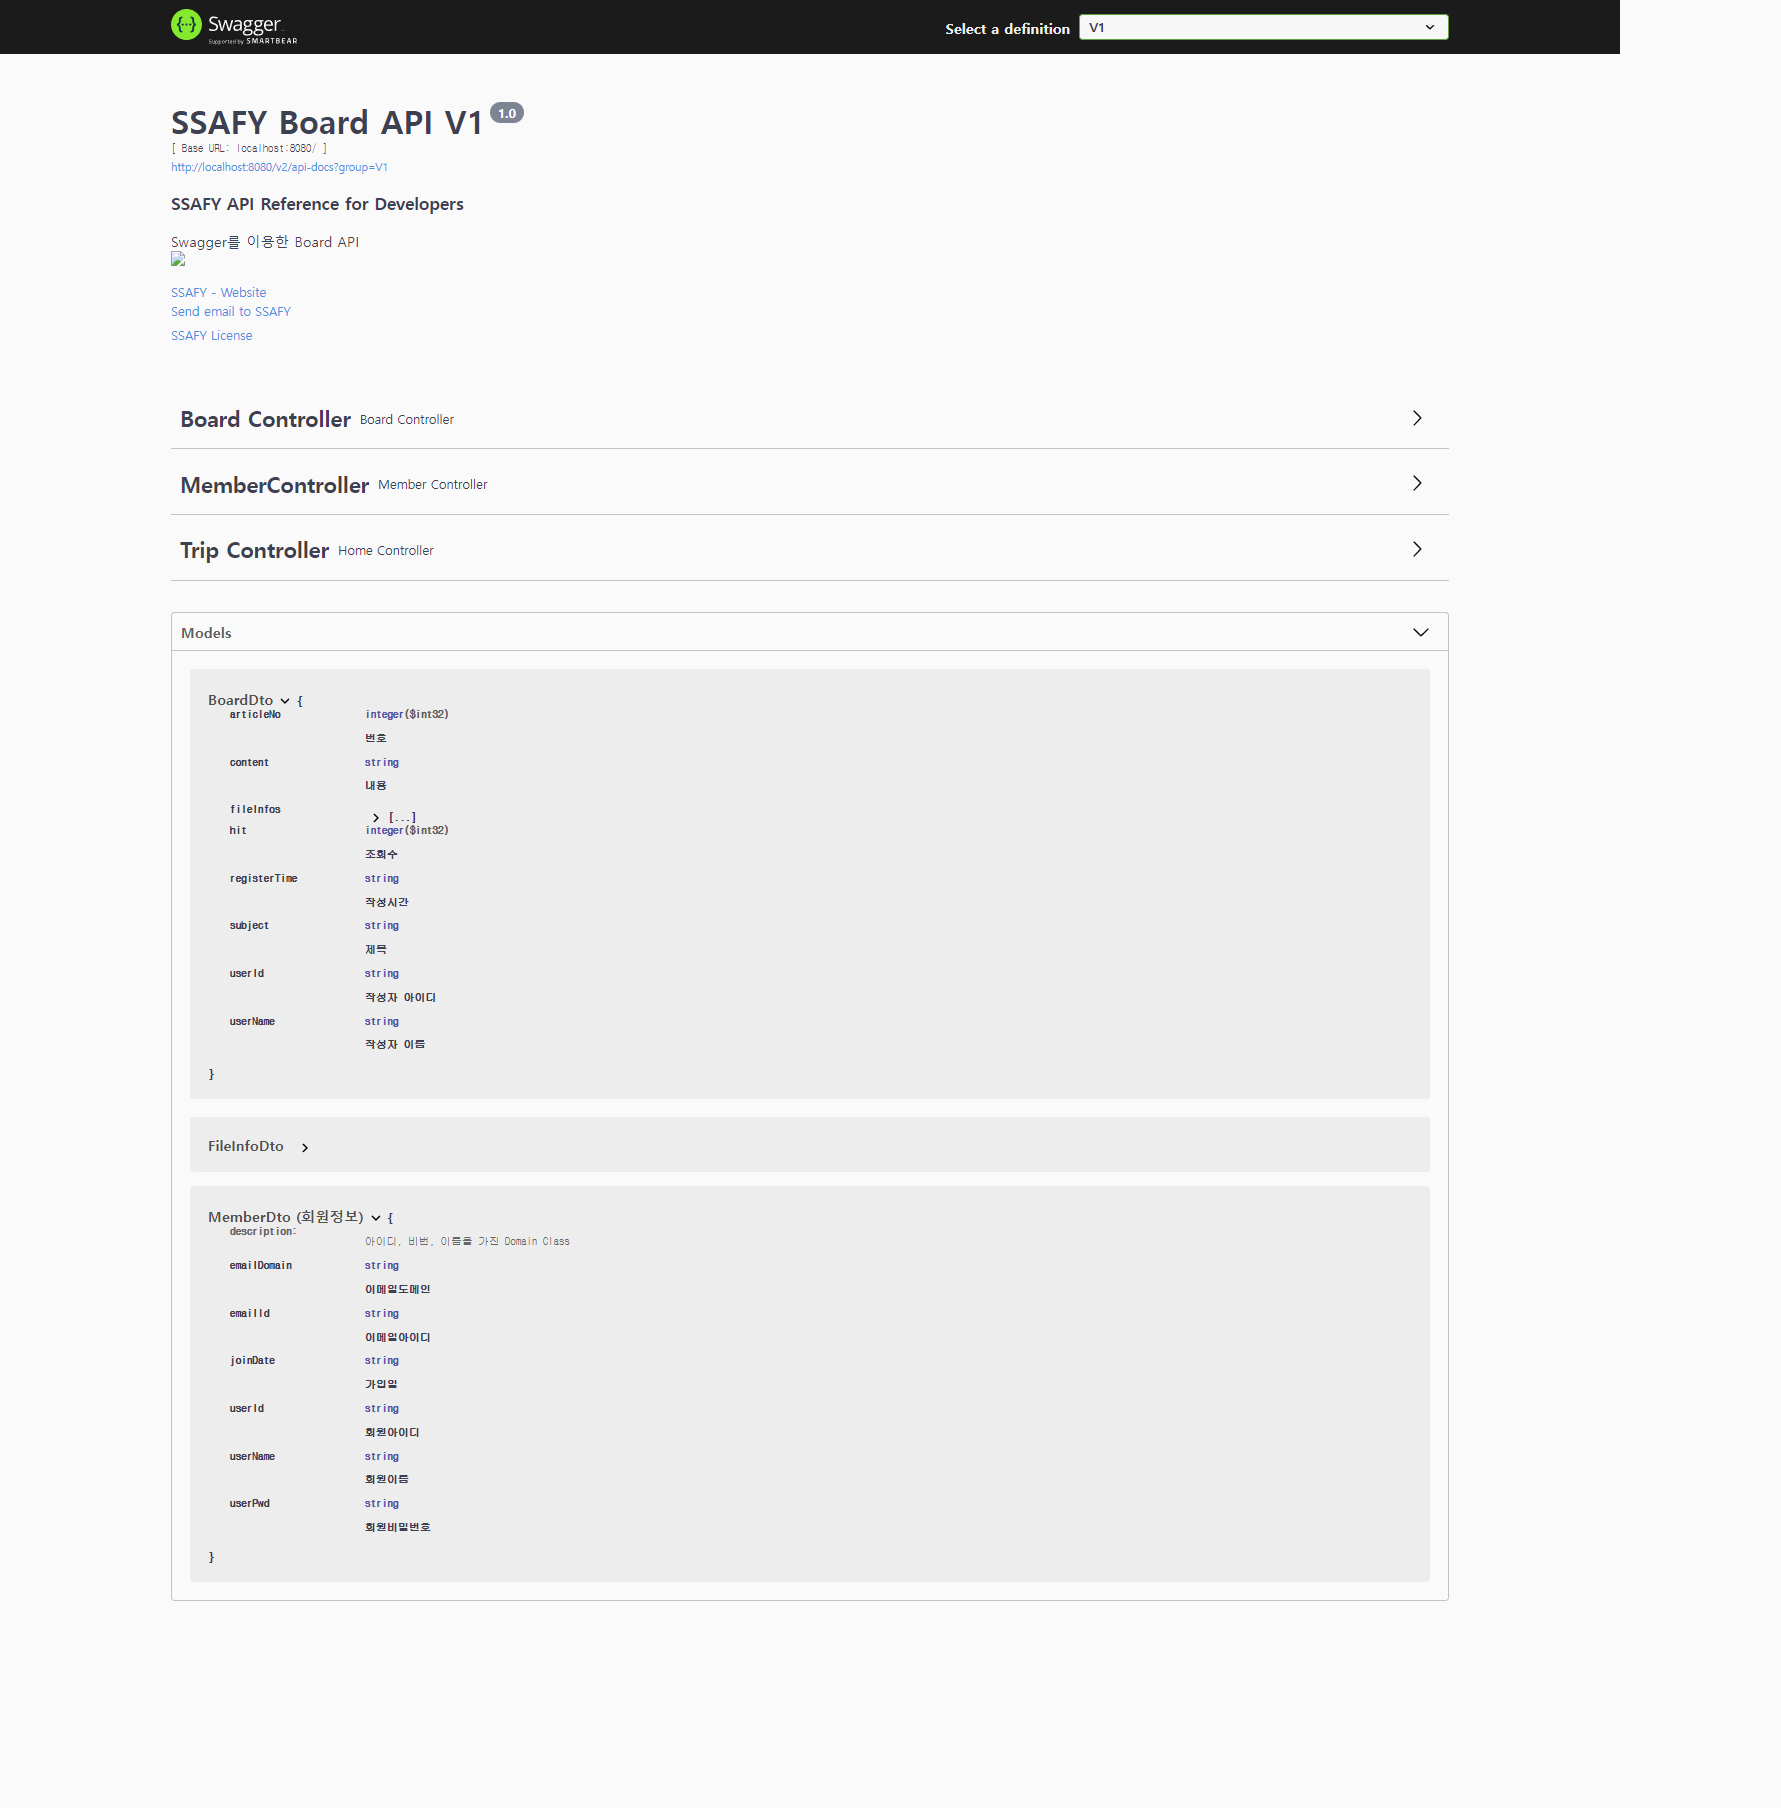 Swagger
Supported by SMARTBEAR
Select a definition
V1
SSAFY Board API V1
1.0
[ Base URL: localhost:8080/ ]
http://localhost:8080/v2/api-docs?group=V1
SSAFY API Reference for Developers
Swagger를 이용한 Board API
SSAFY - Website
Send email to SSAFY
SSAFY License
Board Controller Board Controller
MemberController Member Controller
Trip Controller Home Controller
Models
BoardDto {
articleNo integer($int32)
번호
content string
내용
fileInfos [...]
hit integer($int32)
조회수
registerTime string
작성시간
subject string
제목
userId string
작성자 아이디
userName string
작성자 이름
}
FileInfoDto
MemberDto (회원정보) {
description:
아이디, 비번, 이름을 가진 Domain Class
emailDomain string
이메일도메인
emailId string
이메일아이디
joinDate string
가입일
userId string
회원아이디
userName string
회원이름
userPwd string
회원비밀번호
}